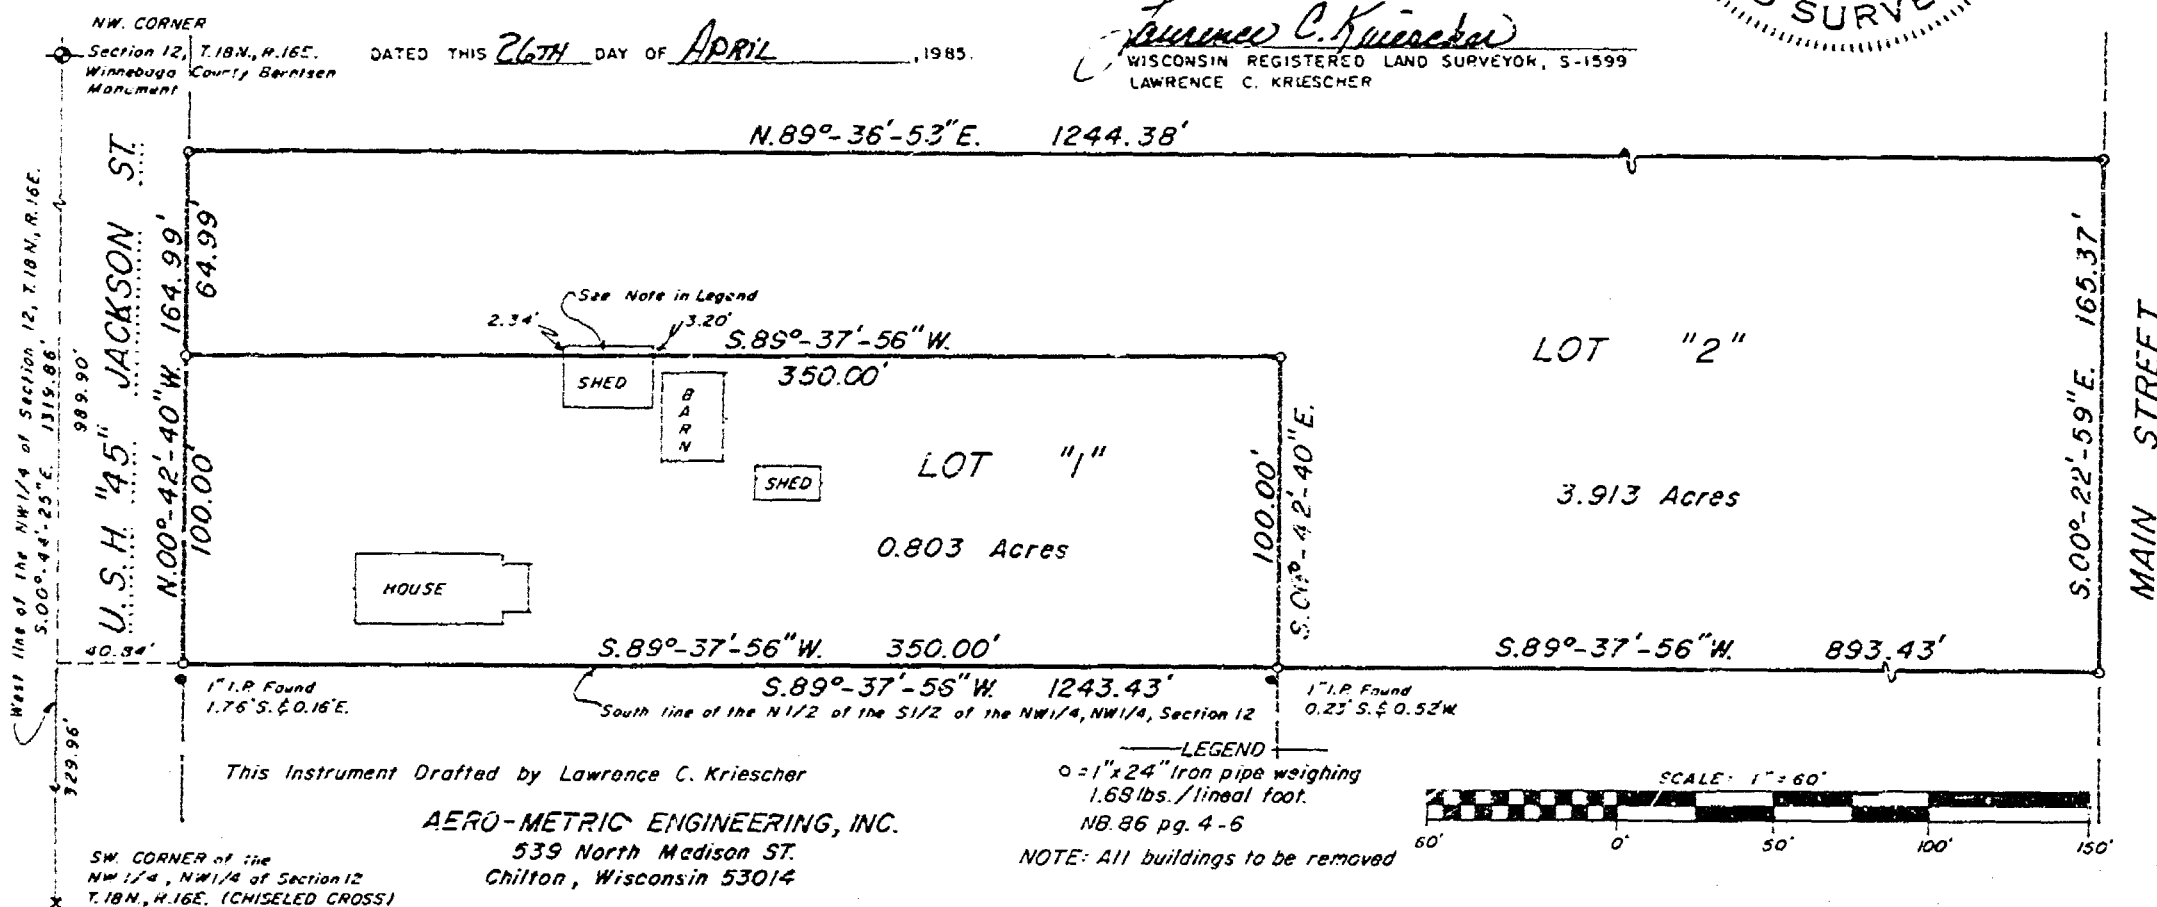 NW. CORNER
Section 12, T.18N., R.16E.
Winnebago County Berntsen
Monument
DATED THIS 26TH DAY OF APRIL, 1985.
Lawrence C. Kriescher
WISCONSIN REGISTERED LAND SURVEYOR, S-1599
LAWRENCE C. KRIESCHER
SURVE
N.89°-36'-53"E. 1244.38'
West line of the NW1/4 of Section 12, T.18N., R.16E.
S.00°-44'-25"E. 1319.86'
989.90'
U.S.H. "45" JACKSON ST.
N.00°-42'-40"W. 164.99'
64.99'
100.00'
See Note in Legend
2.34'
3.20'
S.89°-37'-56"W.
350.00'
SHED
BARN
SHED
HOUSE
LOT "1"
0.803 Acres
100.00'
S.00°-42'-40"E.
LOT "2"
3.913 Acres
S.00°-22'-59"E. 165.37'
MAIN STREET
40.84'
S.89°-37'-56"W. 350.00'
S.89°-37'-56"W. 893.43'
1" I.P. Found
1.76' S. & 0.16' E.
S.89°-37'-56"W. 1243.43'
South line of the N1/2 of the S1/2 of the NW1/4, NW1/4, Section 12
1" I.P. Found
0.23' S. & 0.52' W.
329.96'
This Instrument Drafted by Lawrence C. Kriescher
AERO-METRIC ENGINEERING, INC.
539 North Madison ST.
Chilton, Wisconsin 53014
LEGEND
o = 1" x 24" Iron pipe weighing
1.68 lbs./lineal foot.
NB. 86 pg. 4-6
NOTE: All buildings to be removed
SCALE: 1" = 60'
60' 0' 50' 100' 150'
SW. CORNER of the
NW 1/4, NW1/4 of Section 12
T.18N., R.16E. (CHISELED CROSS)